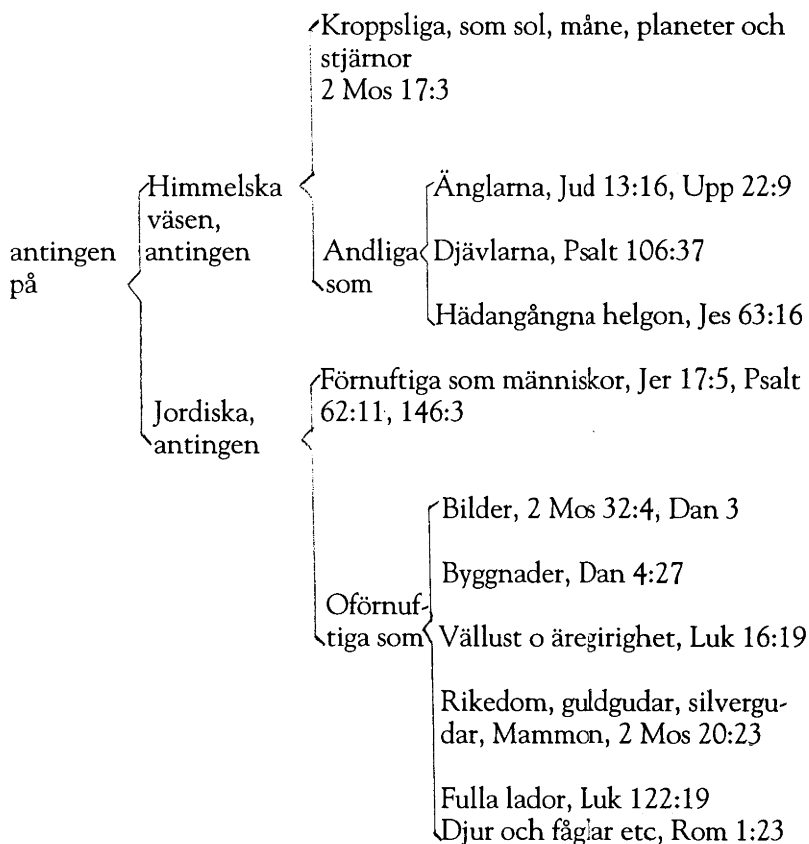 Kroppsliga, som sol, måne, planeter och
stjärnor
2 Mos 17:3
Himmelska
väsen,
antingen
Änglarna, Jud 13:16, Upp 22:9
antingen
på
Andliga
som
Djävlarna, Psalt 106:37
Hädangångna helgon, Jes 63:16
Jordiska,
antingen
Förnuftiga som människor, Jer 17:5, Psalt
62:11, 146:3
Bilder, 2 Mos 32:4, Dan 3
Byggnader, Dan 4:27
Oförnuf-
tiga som
Vällust o äregirighet, Luk 16:19
Rikedom, guldgudar, silvergu-
dar, Mammon, 2 Mos 20:23
Fulla lador, Luk 122:19
Djur och fåglar etc, Rom 1:23